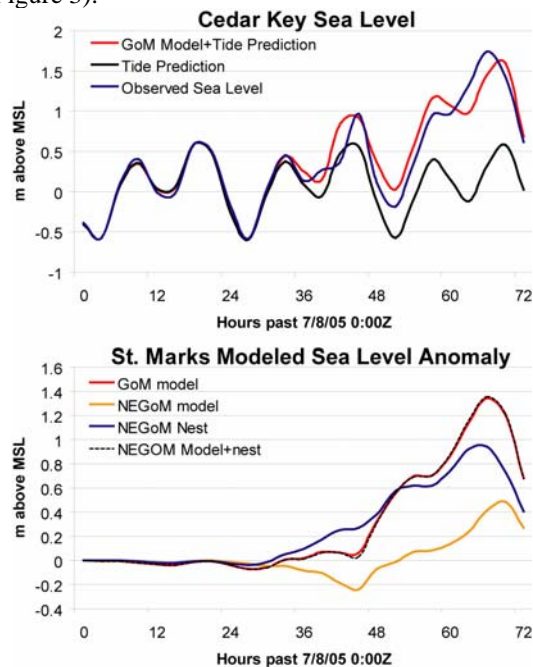 Figure 5).
Cedar Key Sea Level
GoM Model+Tide Prediction
Tide Prediction
Observed Sea Level
m above MSL
2
1.5
1
0.5
0
-0.5
-1
0 12 24 36 48 60 72
Hours past 7/8/05 0:00Z
St. Marks Modeled Sea Level Anomaly
GoM model
NEGoM model
NEGoM Nest
NEGOM Model+nest
m above MSL
1.6
1.4
1.2
1
0.8
0.6
0.4
0.2
0
-0.2
-0.4
0 12 24 36 48 60 72
Hours past 7/8/05 0:00Z